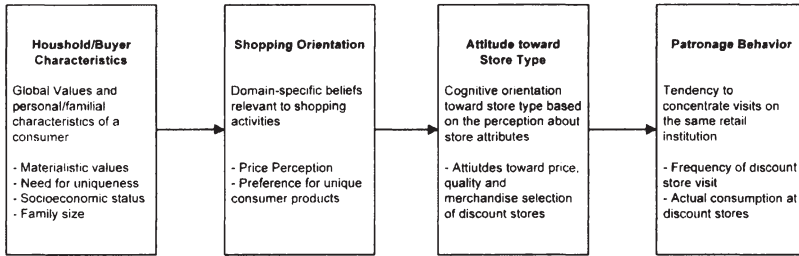 Houshold/Buyer
Characteristics
Global Values and
personal/familial
characteristics of a
consumer
- Materialistic values
- Need for uniqueness
- Socioeconomic status
- Family size
Shopping Orientation
Domain-specific beliefs
relevant to shopping
activities
- Price Perception
- Preference for unique
consumer products
Attitude toward
Store Type
Cognitive orientation
toward store type based
on the perception about
store attributes
- Attiutdes toward price,
quality and
merchandise selection
of discount stores
Patronage Behavior
Tendency to
concentrate visits on
the same retail
institution
- Frequency of discount
store visit
- Actual consumption at
discount stores